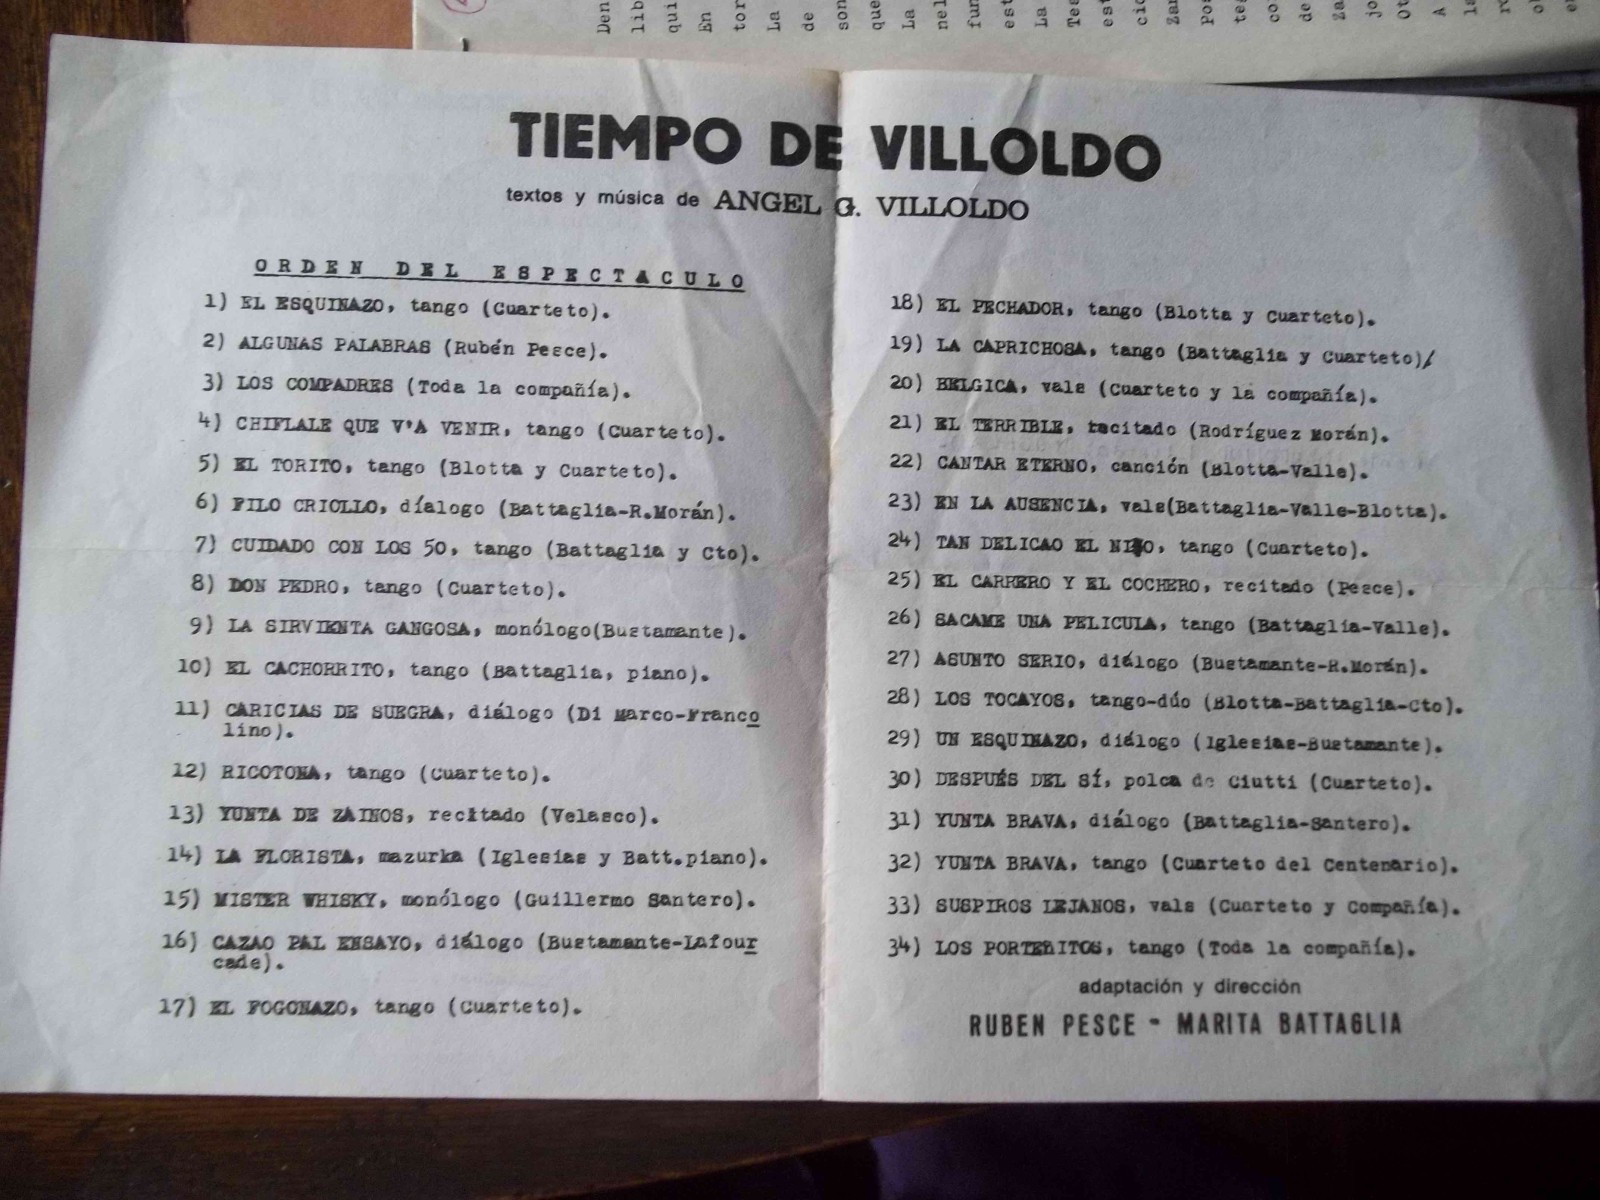 TIEMPO DE VILLOLDO
textos y música de ANGEL G. VILLOLDO
ORDEN DEL ESPECTACULO
1) EL ESQUINAZO, tango (Cuarteto).
2) ALGUNAS PALABRAS (Rubén Pesce).
3) LOS COMPADRES (Toda la compañía).
4) CHIFLALE QUE V'A VENIR, tango (Cuarteto).
5) EL TORITO, tango (Blotta y Cuarteto).
6) FILO CRIOLLO, díalogo (Battaglia-R.Morán).
7) CUIDADO CON LOS 50, tango (Battaglia y Cto).
8) DON PEDRO, tango (Cuarteto).
9) LA SIRVIENTA GANGOSA, monólogo(Bustamante).
10) EL CACHORRITO, tango (Battaglia, piano).
11) CARICIAS DE SUEGRA, diálogo (Di Marco-Franco
lino).
12) RICOTONA, tango (Cuarteto).
13) YUNTA DE ZAINOS, recitado (Velasco).
14) LA FLORISTA, mazurka (Iglesias y Batt.piano).
15) MISTER WHISKY, monólogo (Guillermo Santero).
16) CAZAO PAL ENSAYO, diálogo (Bustamante-Lafour
cade).
17) EL FOGONAZO, tango (Cuarteto).
18) EL PECHADOR, tango (Blotta y Cuarteto).
19) LA CAPRICHOSA, tango (Battaglia y Cuarteto)/
20) BELGICA, vals (Cuarteto y la compañía).
21) EL TERRIBLE, recitado (Rodríguez Morán).
22) CANTAR ETERNO, canción (Blotta-Valle).
23) EN LA AUSENCIA, vals(Battaglia-Valle-Blotta).
24) TAN DELICAO EL NIÑO, tango (Cuarteto).
25) EL CARRERO Y EL COCHERO, recitado (Pesce).
26) SACAME UNA PELICULA, tango (Battaglia-Valle).
27) ASUNTO SERIO, diálogo (Bustamante-R.Morán).
28) LOS TOCAYOS, tango-dúo (Blotta-Battaglia-Cto).
29) UN ESQUINAZO, diálogo (Iglesias-Bustamante).
30) DESPUÉS DEL SÍ, polca de Ciutti (Cuarteto).
31) YUNTA BRAVA, diálogo (Battaglia-Santero).
32) YUNTA BRAVA, tango (Cuarteto del Centenario).
33) SUSPIROS LEJANOS, vals (Cuarteto y Compañía).
34) LOS PORTEÑITOS, tango (Toda la compañía).
adaptación y dirección
RUBEN PESCE - MARITA BATTAGLIA